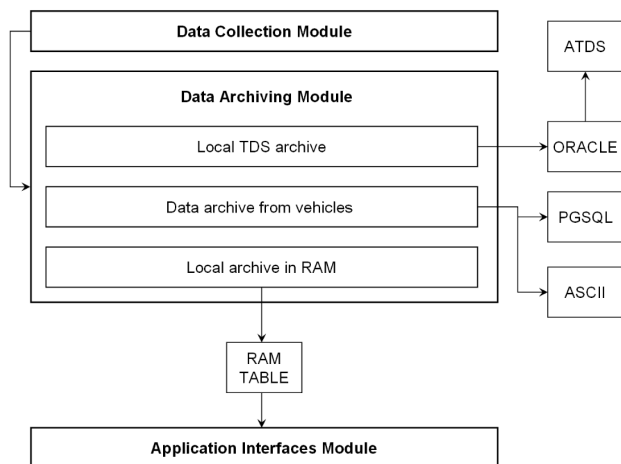 Data Collection Module
ATDS
Data Archiving Module
Local TDS archive
ORACLE
Data archive from vehicles
PGSQL
Local archive in RAM
ASCII
RAM
TABLE
Application Interfaces Module